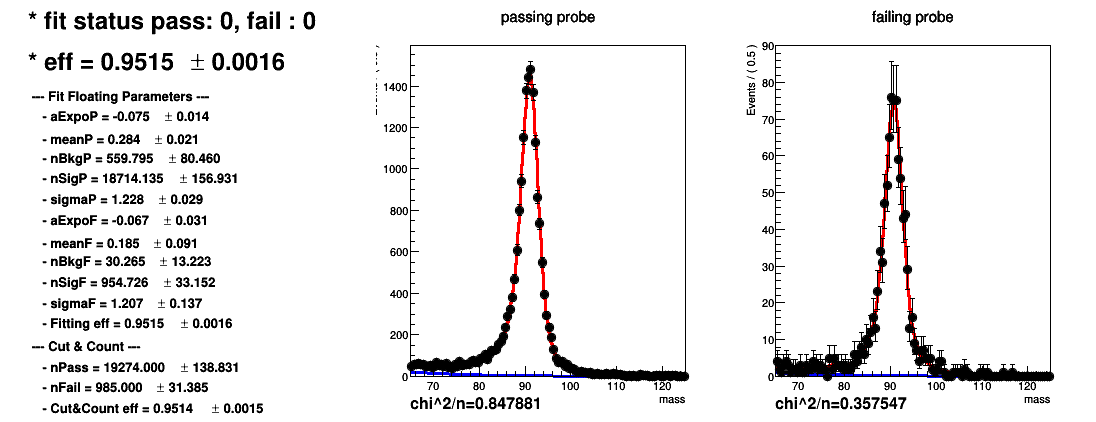 * fit status pass: 0, fail : 0
* eff = 0.9515 ± 0.0016
--- Fit Floating Parameters ---
- aExpoP = -0.075 ± 0.014
- meanP = 0.284 ± 0.021
- nBkgP = 559.795 ± 80.460
- nSigP = 18714.135 ± 156.931
- sigmaP = 1.228 ± 0.029
- aExpoF = -0.067 ± 0.031
- meanF = 0.185 ± 0.091
- nBkgF = 30.265 ± 13.223
- nSigF = 954.726 ± 33.152
- sigmaF = 1.207 ± 0.137
- Fitting eff = 0.9515 ± 0.0016
--- Cut & Count ---
- nPass = 19274.000 ± 138.831
- nFail = 985.000 ± 31.385
- Cut&Count eff = 0.9514 ± 0.0015
passing probe
1400
1200
1000
800
600
400
200
0
70 80 90 100 110 120
mass
chi^2/n=0.847881
failing probe
Events / ( 0.5 )
90
80
70
60
50
40
30
20
10
0
70 80 90 100 110 120
mass
chi^2/n=0.357547